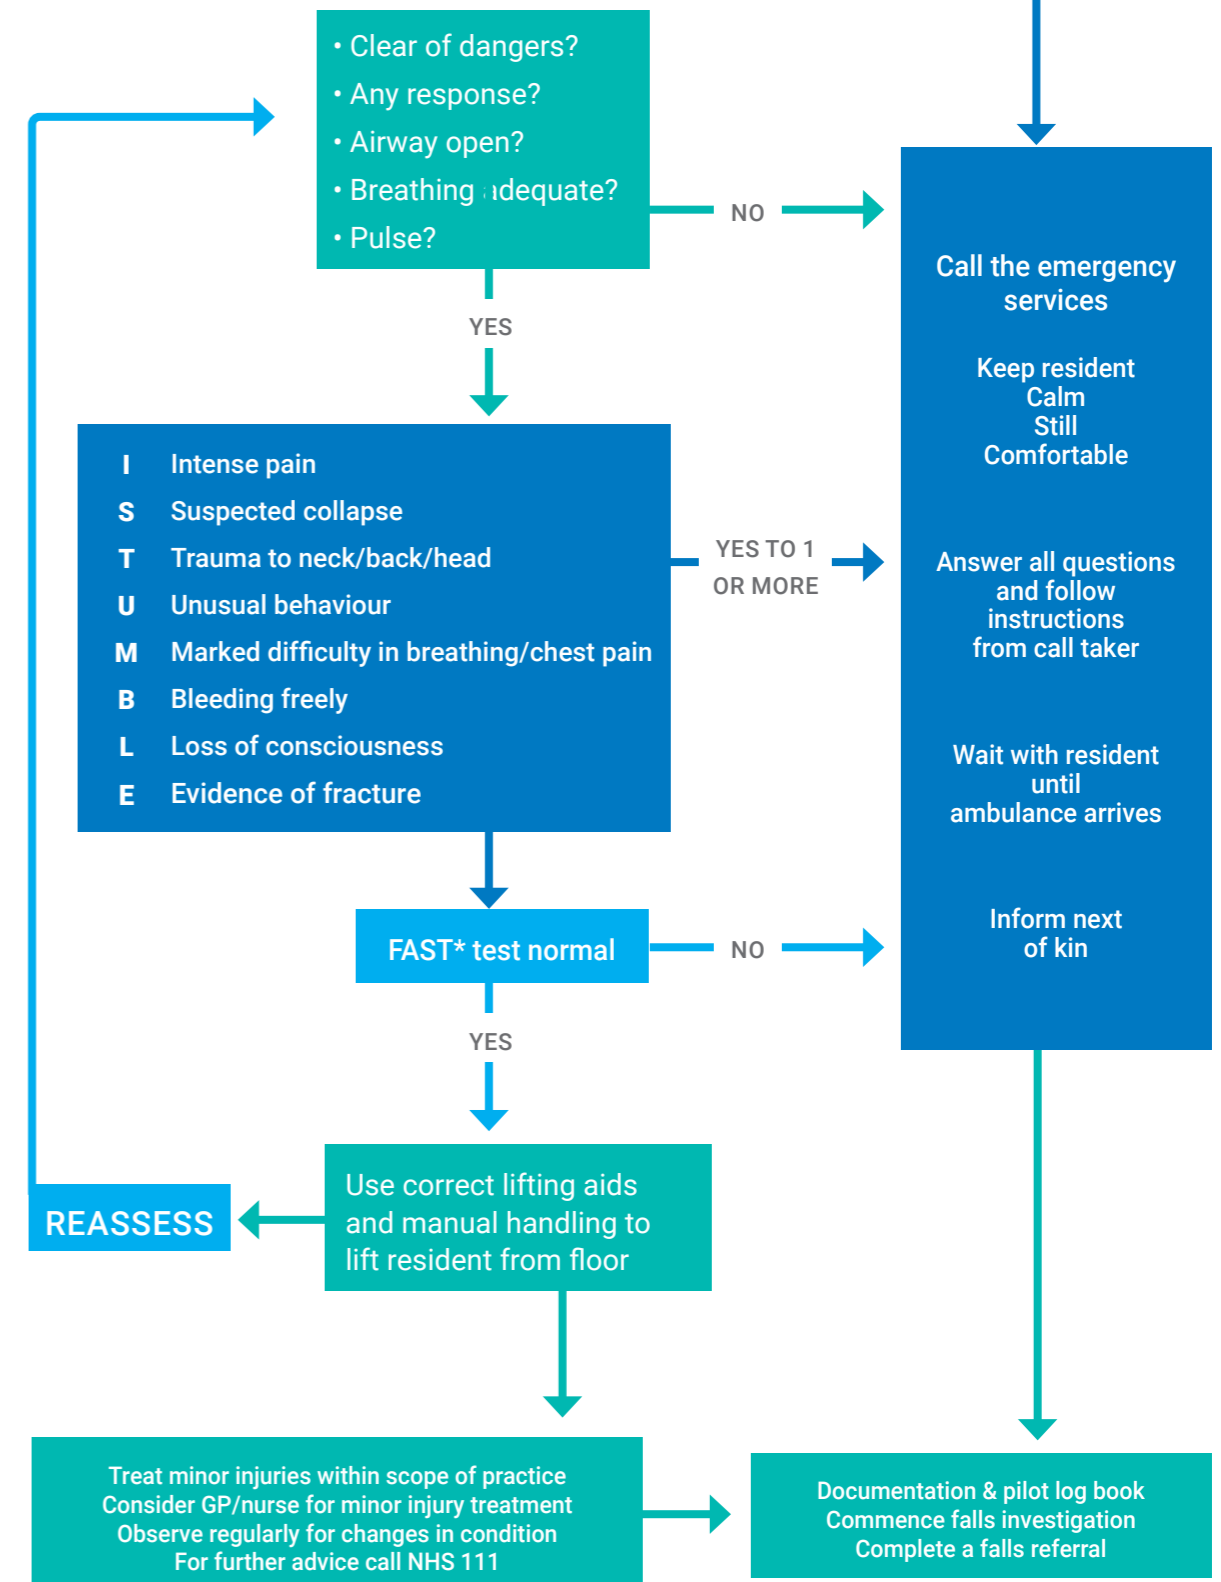 • Clear of dangers?
• Any response?
• Airway open?
• Breathing adequate?
• Pulse?
NO
YES
Call the emergency
services
Keep resident
Calm
Still
Comfortable
Answer all questions
and follow
instructions
from call taker
Wait with resident
until
ambulance arrives
Inform next
of kin
I Intense pain
S Suspected collapse
T Trauma to neck/back/head
U Unusual behaviour
M Marked difficulty in breathing/chest pain
B Bleeding freely
L Loss of consciousness
E Evidence of fracture
YES TO 1
OR MORE
FAST* test normal
NO
YES
Use correct lifting aids
and manual handling to
lift resident from floor
REASSESS
Treat minor injuries within scope of practice
Consider GP/nurse for minor injury treatment
Observe regularly for changes in condition
For further advice call NHS 111
Documentation & pilot log book
Commence falls investigation
Complete a falls referral